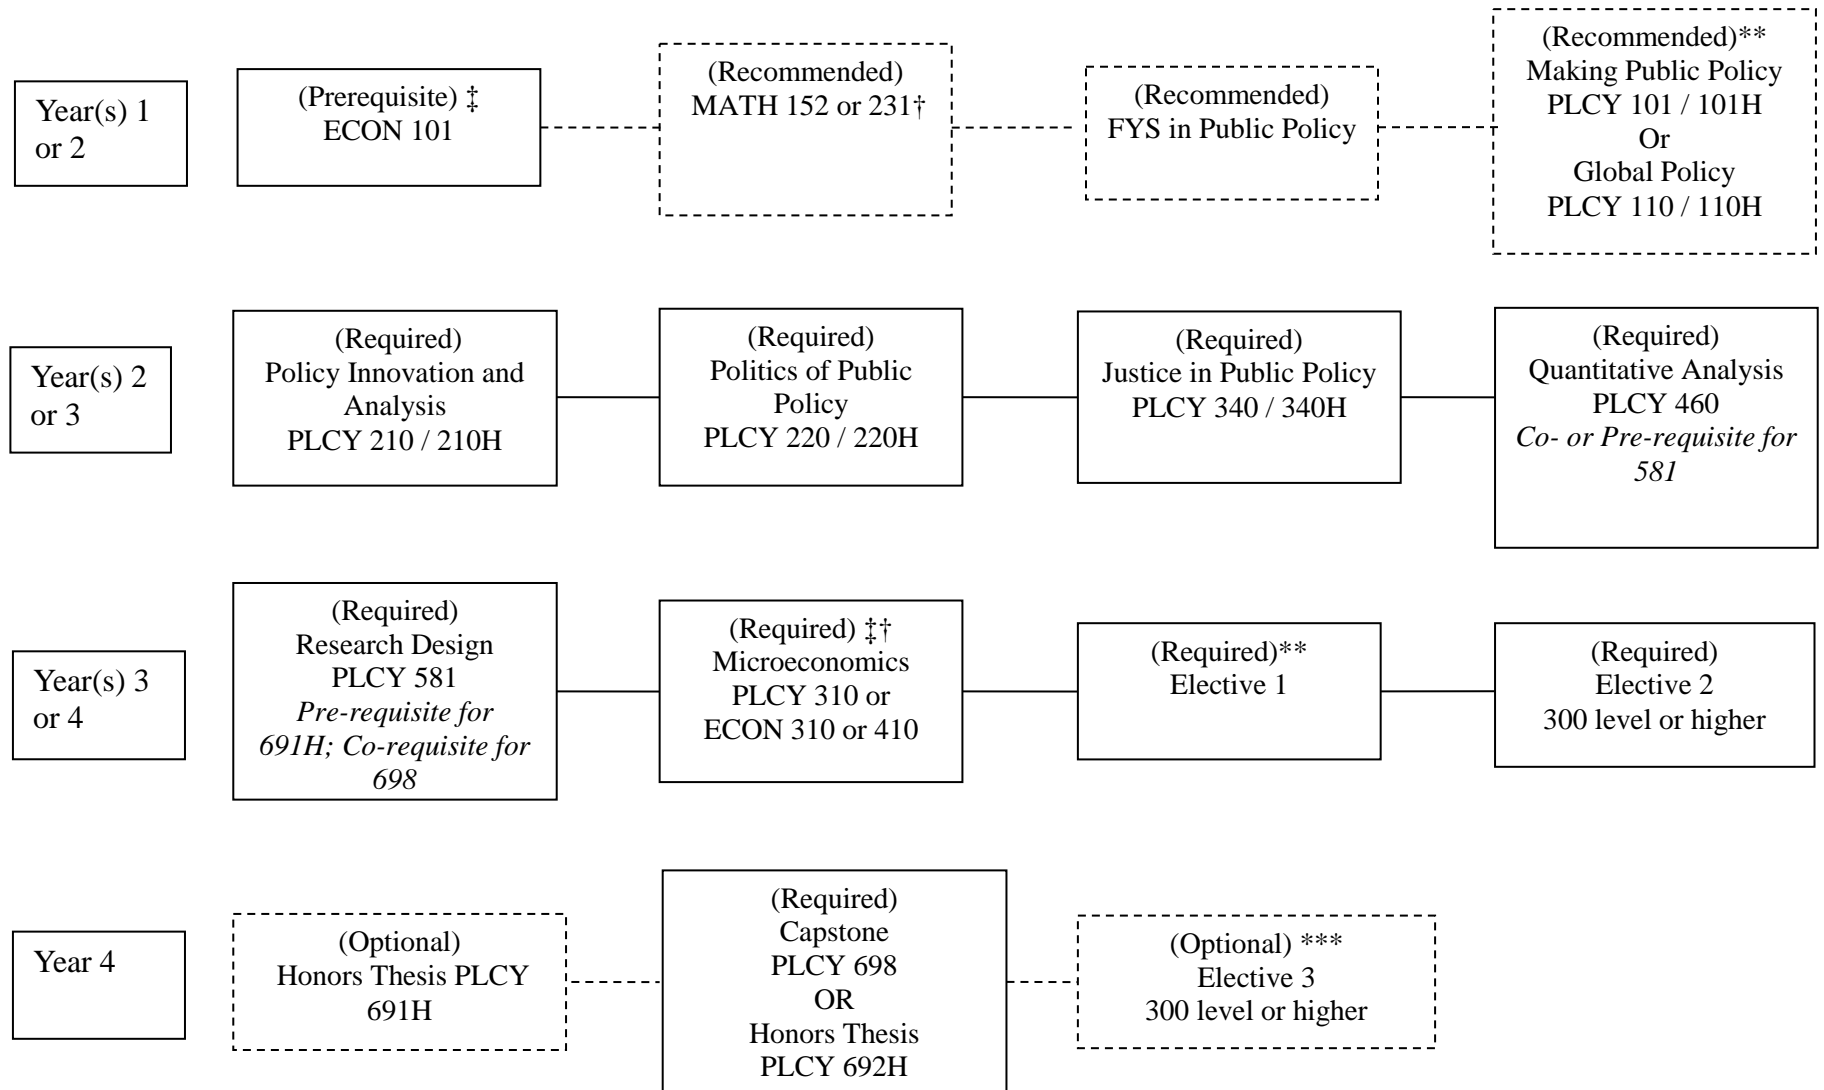 Year(s) 1
or 2
(Prerequisite) ‡
ECON 101
(Recommended)
MATH 152 or 231†
(Recommended)
FYS in Public Policy
(Recommended)**
Making Public Policy
PLCY 101 / 101H
Or
Global Policy
PLCY 110 / 110H
Year(s) 2
or 3
(Required)
Policy Innovation and
Analysis
PLCY 210 / 210H
(Required)
Politics of Public
Policy
PLCY 220 / 220H
(Required)
Justice in Public Policy
PLCY 340 / 340H
(Required)
Quantitative Analysis
PLCY 460
Co- or Pre-requisite for
581
Year(s) 3
or 4
(Required)
Research Design
PLCY 581
Pre-requisite for
691H; Co-requisite for
698
(Required) ‡†
Microeconomics
PLCY 310 or
ECON 310 or 410
(Required)**
Elective 1
(Required)
Elective 2
300 level or higher
Year 4
(Optional)
Honors Thesis PLCY
691H
(Required)
Capstone
PLCY 698
OR
Honors Thesis
PLCY 692H
(Optional) ***
Elective 3
300 level or higher